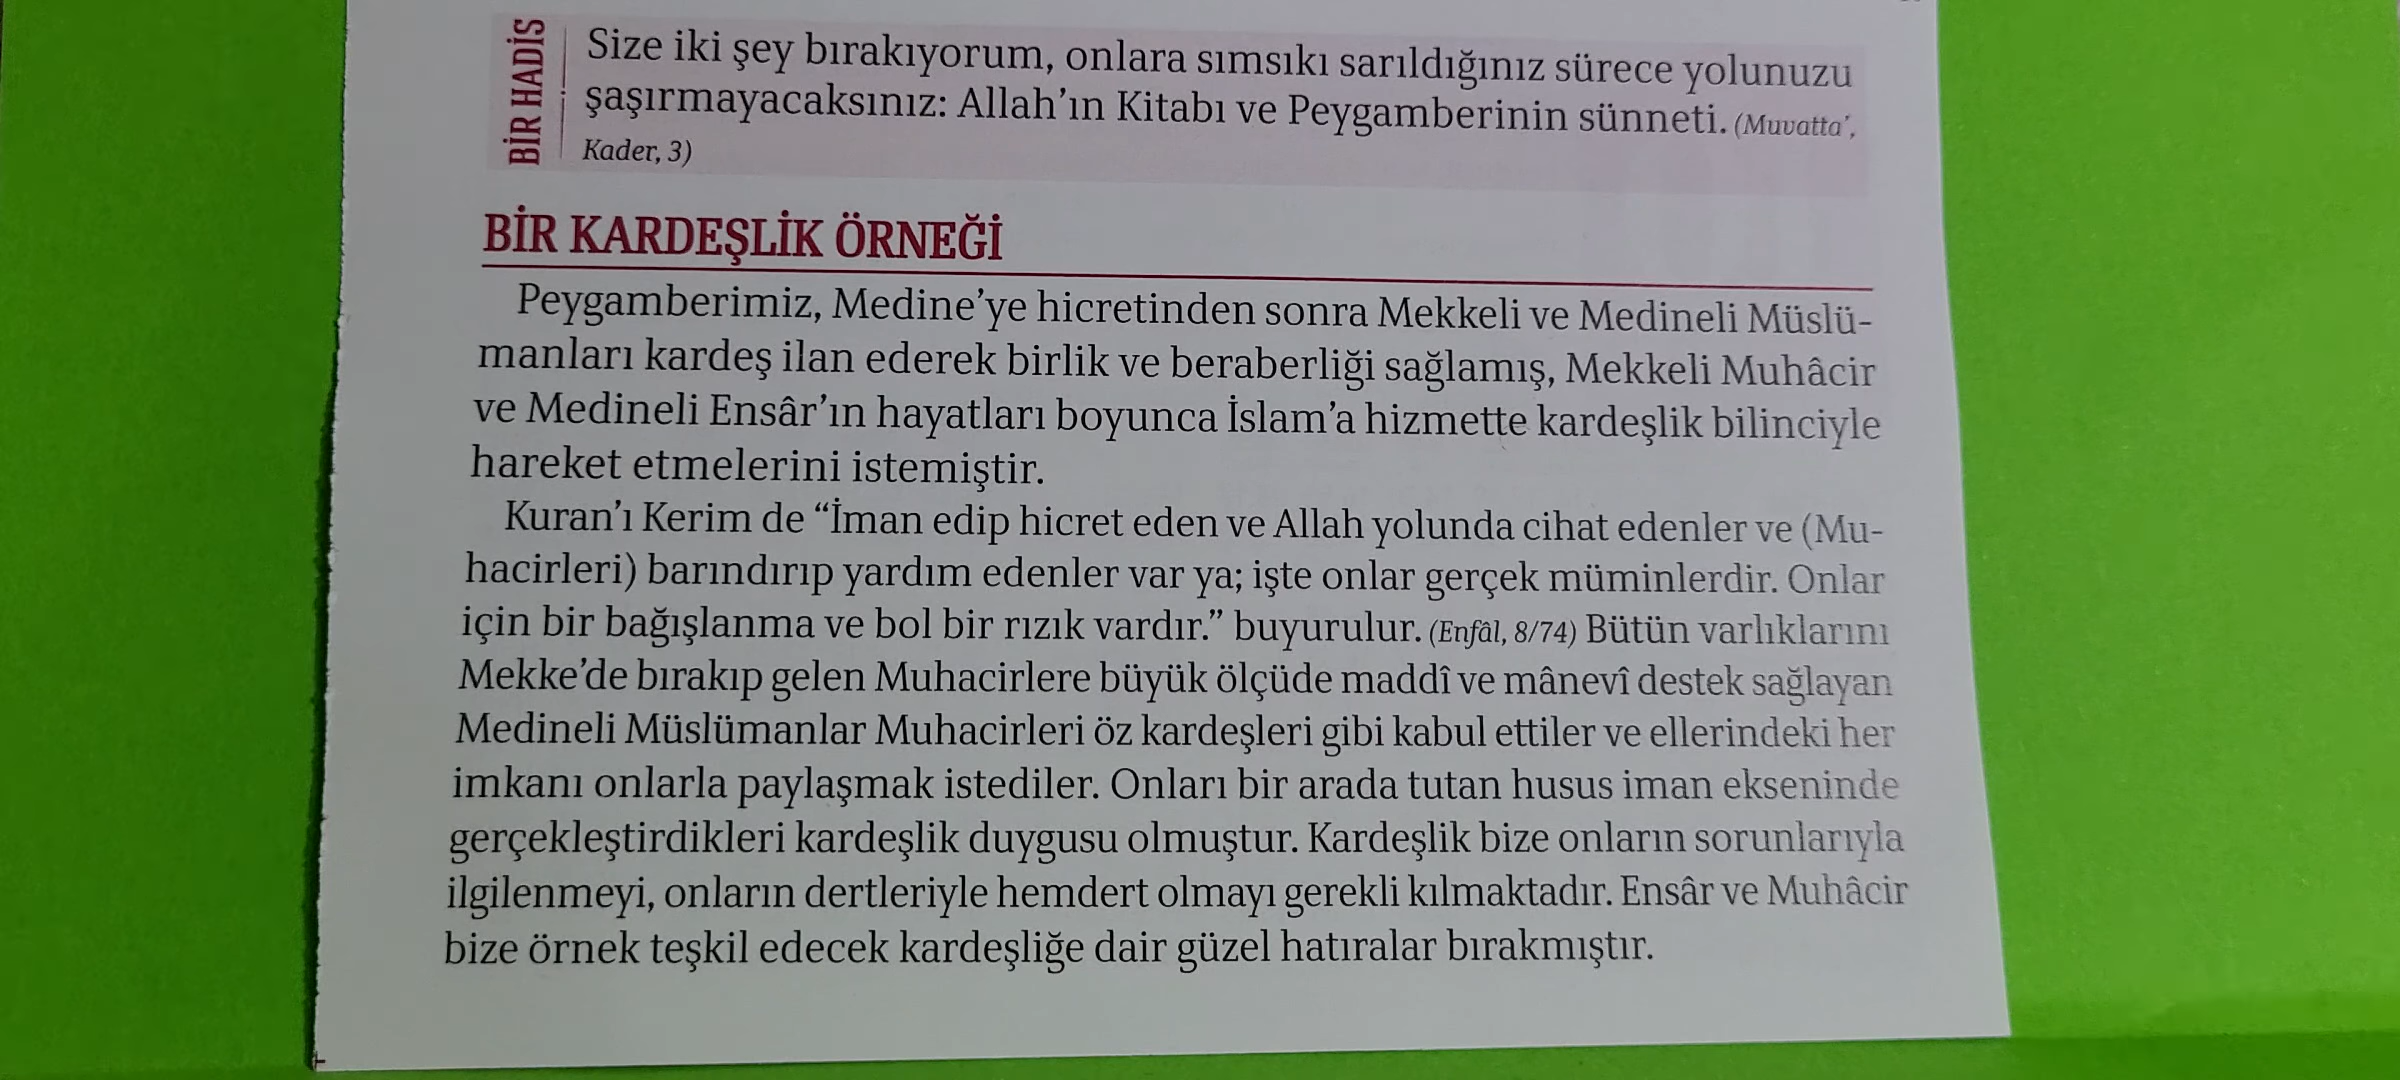 BİR HADİS
Size iki şey bırakıyorum, onlara sımsıkı sarıldığınız sürece yolunuzu
şaşırmayacaksınız: Allah’ın Kitabı ve Peygamberinin sünneti. (Muvatta’,
Kader, 3)
BİR KARDEŞLİK ÖRNEĞİ
Peygamberimiz, Medine’ye hicretinden sonra Mekkeli ve Medineli Müslü-
manları kardeş ilan ederek birlik ve beraberliği sağlamış, Mekkeli Muhâcir
ve Medineli Ensâr’ın hayatları boyunca İslam’a hizmette kardeşlik bilinciyle
hareket etmelerini istemiştir.
Kuran’ı Kerim de “İman edip hicret eden ve Allah yolunda cihat edenler ve (Mu-
hacirleri) barındırıp yardım edenler var ya; işte onlar gerçek müminlerdir. Onlar
için bir bağışlanma ve bol bir rızık vardır.” buyurulur. (Enfâl, 8/74) Bütün varlıklarını
Mekke’de bırakıp gelen Muhacirlere büyük ölçüde maddî ve mânevî destek sağlayan
Medineli Müslümanlar Muhacirleri öz kardeşleri gibi kabul ettiler ve ellerindeki her
imkanı onlarla paylaşmak istediler. Onları bir arada tutan husus iman ekseninde
gerçekleştirdikleri kardeşlik duygusu olmuştur. Kardeşlik bize onların sorunlarıyla
ilgilenmeyi, onların dertleriyle hemdert olmayı gerekli kılmaktadır. Ensâr ve Muhâcir
bize örnek teşkil edecek kardeşliğe dair güzel hatıralar bırakmıştır.